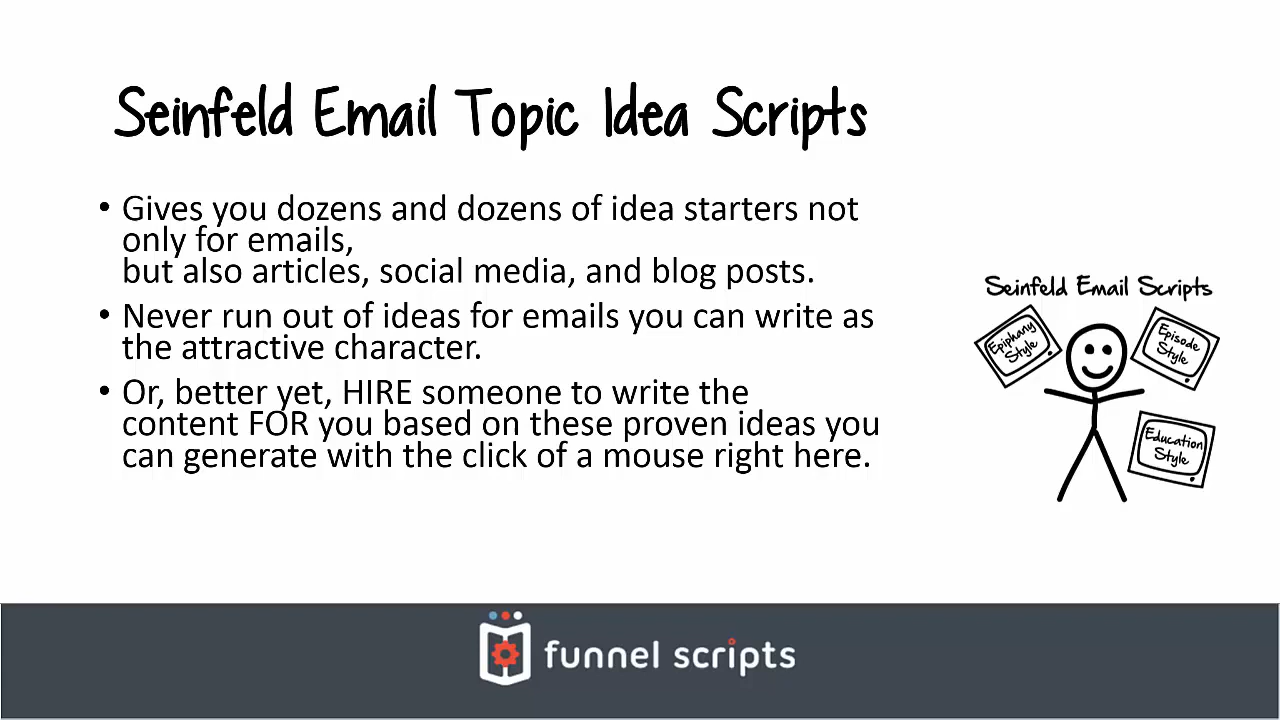 Seinfeld Email Topic Idea Scripts
• Gives you dozens and dozens of idea starters not
only for emails,
but also articles, social media, and blog posts.
• Never run out of ideas for emails you can write as
the attractive character.
• Or, better yet, HIRE someone to write the
content FOR you based on these proven ideas you
can generate with the click of a mouse right here.
Seinfeld Email Scripts
Epiphany
Style
Episode
Style
Education
Style
funnel scripts